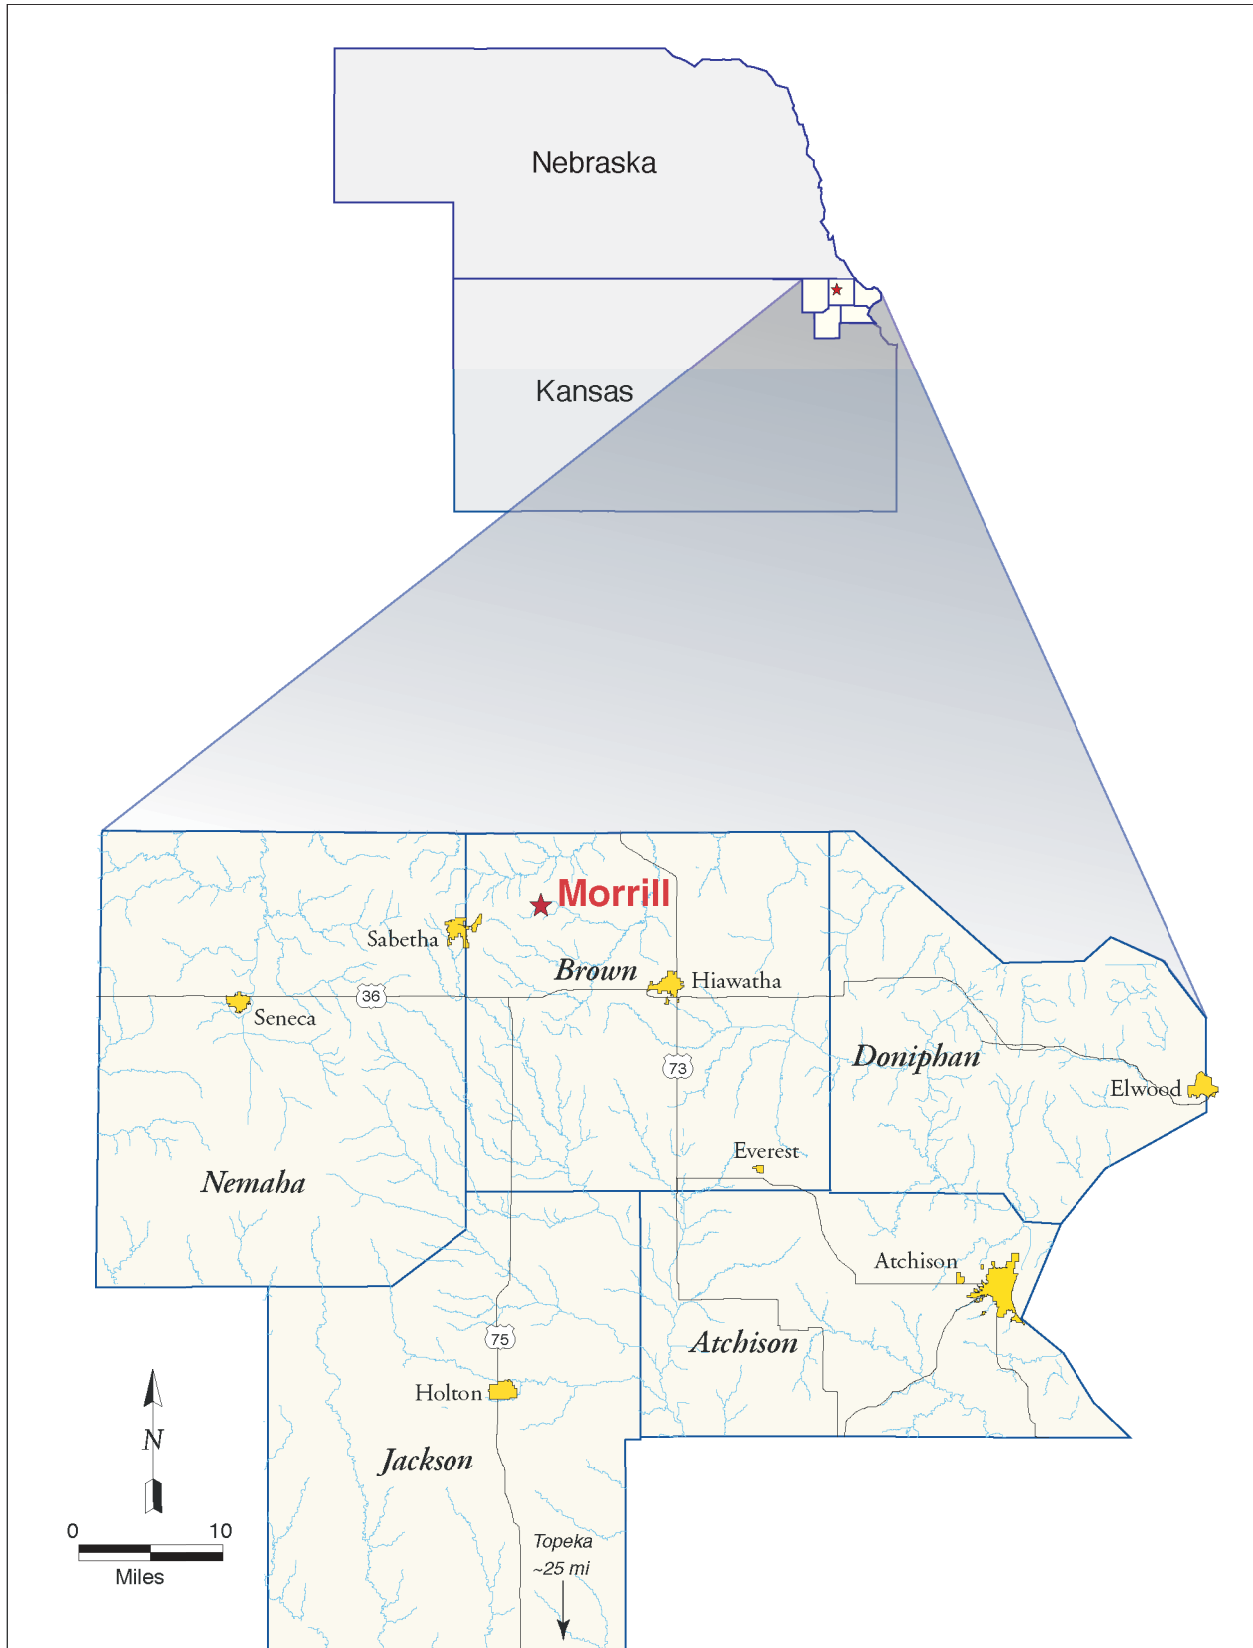 Nebraska
Kansas
Morrill
Sabetha
Brown
Hiawatha
36
Seneca
Doniphan
73
Elwood
Everest
Nemaha
Atchison
75
Atchison
Holton
N
Jackson
0 10
Miles
Topeka
~25 mi